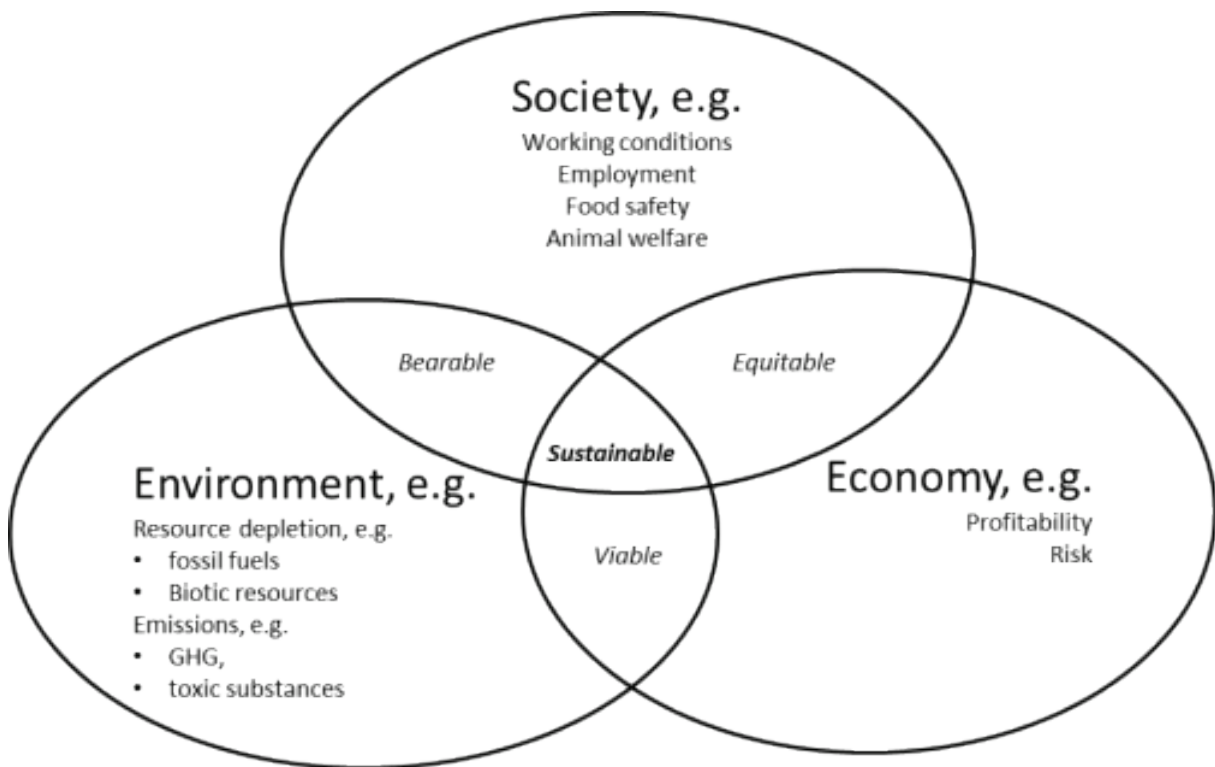 Society, e.g.
Working conditions
Employment
Food safety
Animal welfare
Bearable
Equitable
Sustainable
Environment, e.g.
Resource depletion, e.g.
• fossil fuels
• Biotic resources
Emissions, e.g.
• GHG,
• toxic substances
Viable
Economy, e.g.
Profitability
Risk